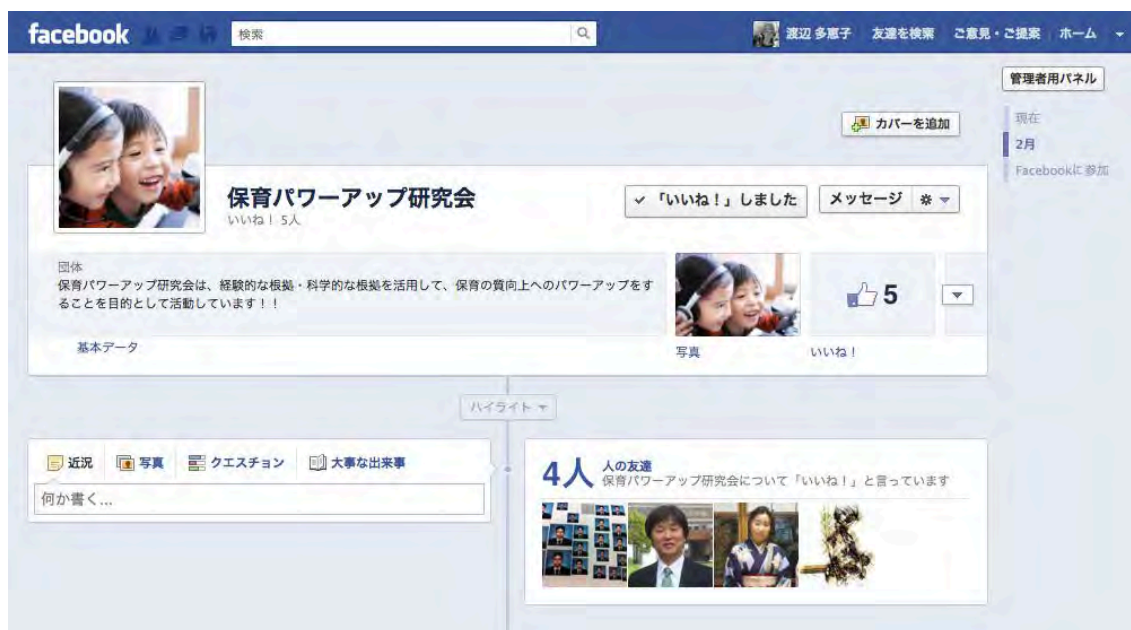 facebook
検索
渡辺 多恵子 友達を検索 ご意見・ご提案 ホーム
管理者用パネル
現在
2月
Facebookに参加
カバーを追加
保育パワーアップ研究会
いいね！ 5人
✓ 「いいね！」しました
メッセージ
団体
保育パワーアップ研究会は、経験的な根拠・科学的な根拠を活用して、保育の質向上へのパワーアップをす
ることを目的として活動しています！！
基本データ
5
写真
いいね！
ハイライト
近況 写真 クエスチョン 大事な出来事
何か書く...
4人 人の友達
保育パワーアップ研究会について「いいね！」と言っています